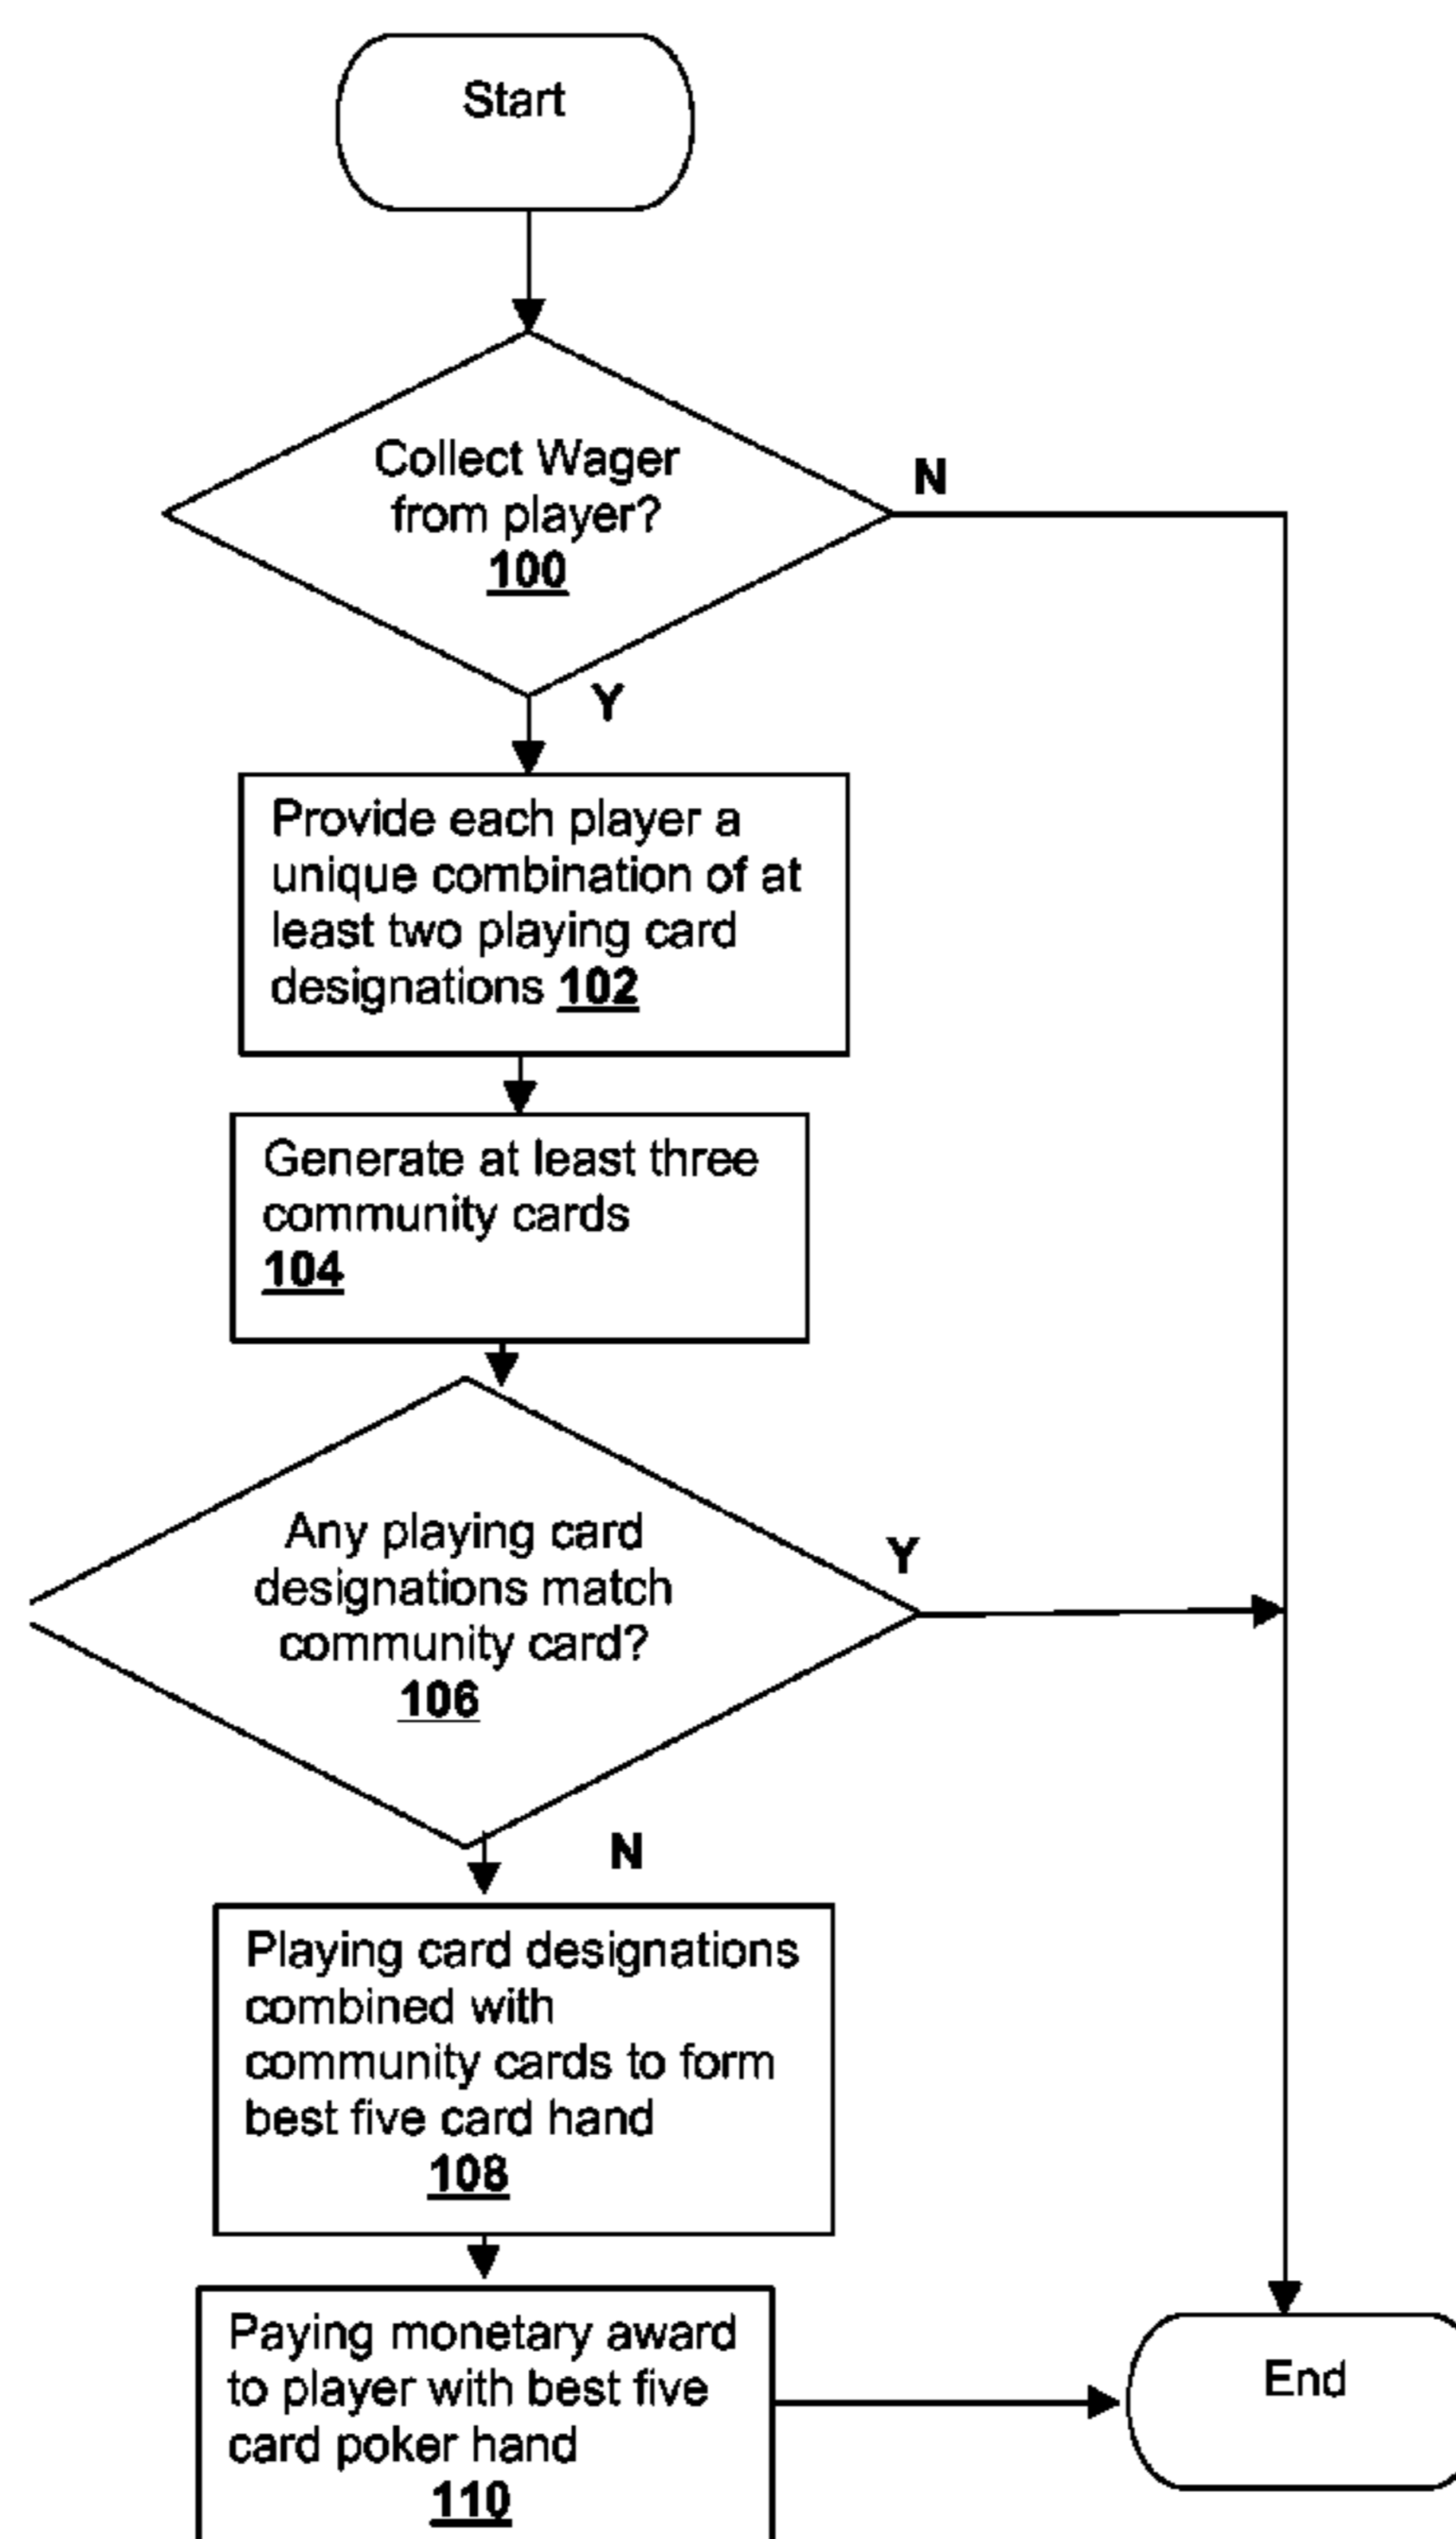 Start
Collect Wager
from player?
100
N
Y
Provide each player a
unique combination of at
least two playing card
designations 102
Generate at least three
community cards
104
Any playing card
designations match
community card?
106
Y
N
Playing card designations
combined with
community cards to form
best five card hand
108
Paying monetary award
to player with best five
card poker hand
110
End